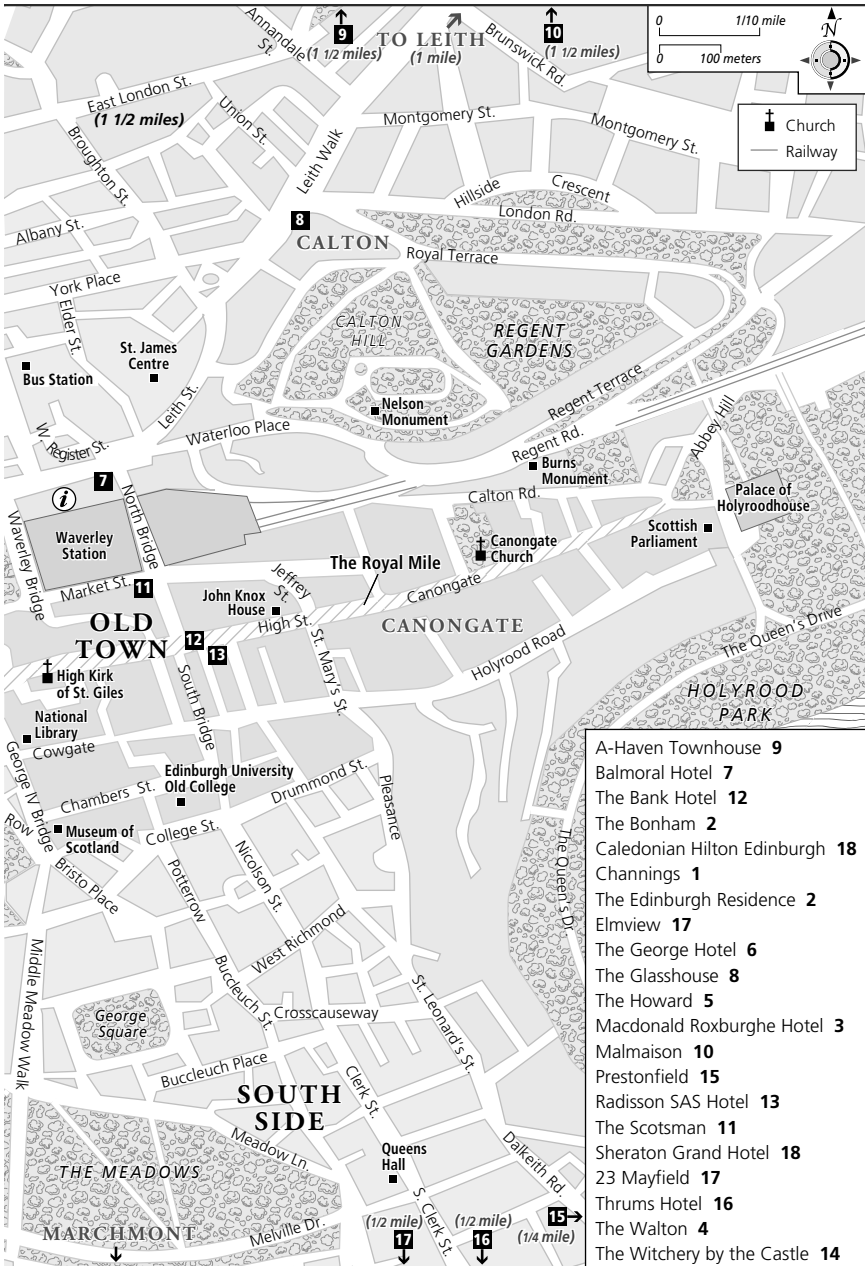 Annandale
St.
9
(1 1/2 miles)
TO LEITH
(1 mile)
10
(1 1/2 miles)
Brunswick Rd.
0 1/10 mile
0 100 meters
N
Church
Railway
East London St.
(1 1/2 miles)
Union St.
Broughton St.
Leith Walk
Montgomery St.
Montgomery St.
Hillside
Crescent
London Rd.
Albany St.
8
CALTON
Royal Terrace
York Place
Elder St.
CALTON
HILL
REGENT
GARDENS
St. James
Centre
Bus Station
Leith St.
Nelson
Monument
Regent Terrace
W. Register St.
Waterloo Place
Regent Rd.
Abbey Hill
Burns
Monument
7
i
North Bridge
Calton Rd.
Palace of
Holyroodhouse
Waverley Bridge
Waverley
Station
Canongate
Church
Scottish
Parliament
The Royal Mile
Market St.
11
Jeffrey
St.
Canongate
John Knox
House
High St.
OLD
TOWN
12
13
St. Mary's St.
CANONGATE
Holyrood Road
The Queen's Drive
High Kirk
of St. Giles
South Bridge
HOLYROOD
PARK
National
Library
Cowgate
George IV Bridge
Edinburgh University
Old College
Drummond St.
Chambers St.
Pleasance
Row
Museum of
Scotland
College St.
Bristo Place
Potterrow
Nicolson St.
The Queen's Dr.
West Richmond
Middle Meadow Walk
Buccleuch St.
St. Leonard's St.
George
Square
Crosscauseway
Buccleuch Place
Clerk St.
SOUTH
SIDE
Meadow Ln.
Queens
Hall
Dalkeith Rd.
THE MEADOWS
S. Clerk St.
MARCHMONT
Melville Dr.
(1/2 mile)
17
(1/2 mile)
16
15
(1/4 mile)
A-Haven Townhouse 9
Balmoral Hotel 7
The Bank Hotel 12
The Bonham 2
Caledonian Hilton Edinburgh 18
Channings 1
The Edinburgh Residence 2
Elmview 17
The George Hotel 6
The Glasshouse 8
The Howard 5
Macdonald Roxburghe Hotel 3
Malmaison 10
Prestonfield 15
Radisson SAS Hotel 13
The Scotsman 11
Sheraton Grand Hotel 18
23 Mayfield 17
Thrums Hotel 16
The Walton 4
The Witchery by the Castle 14